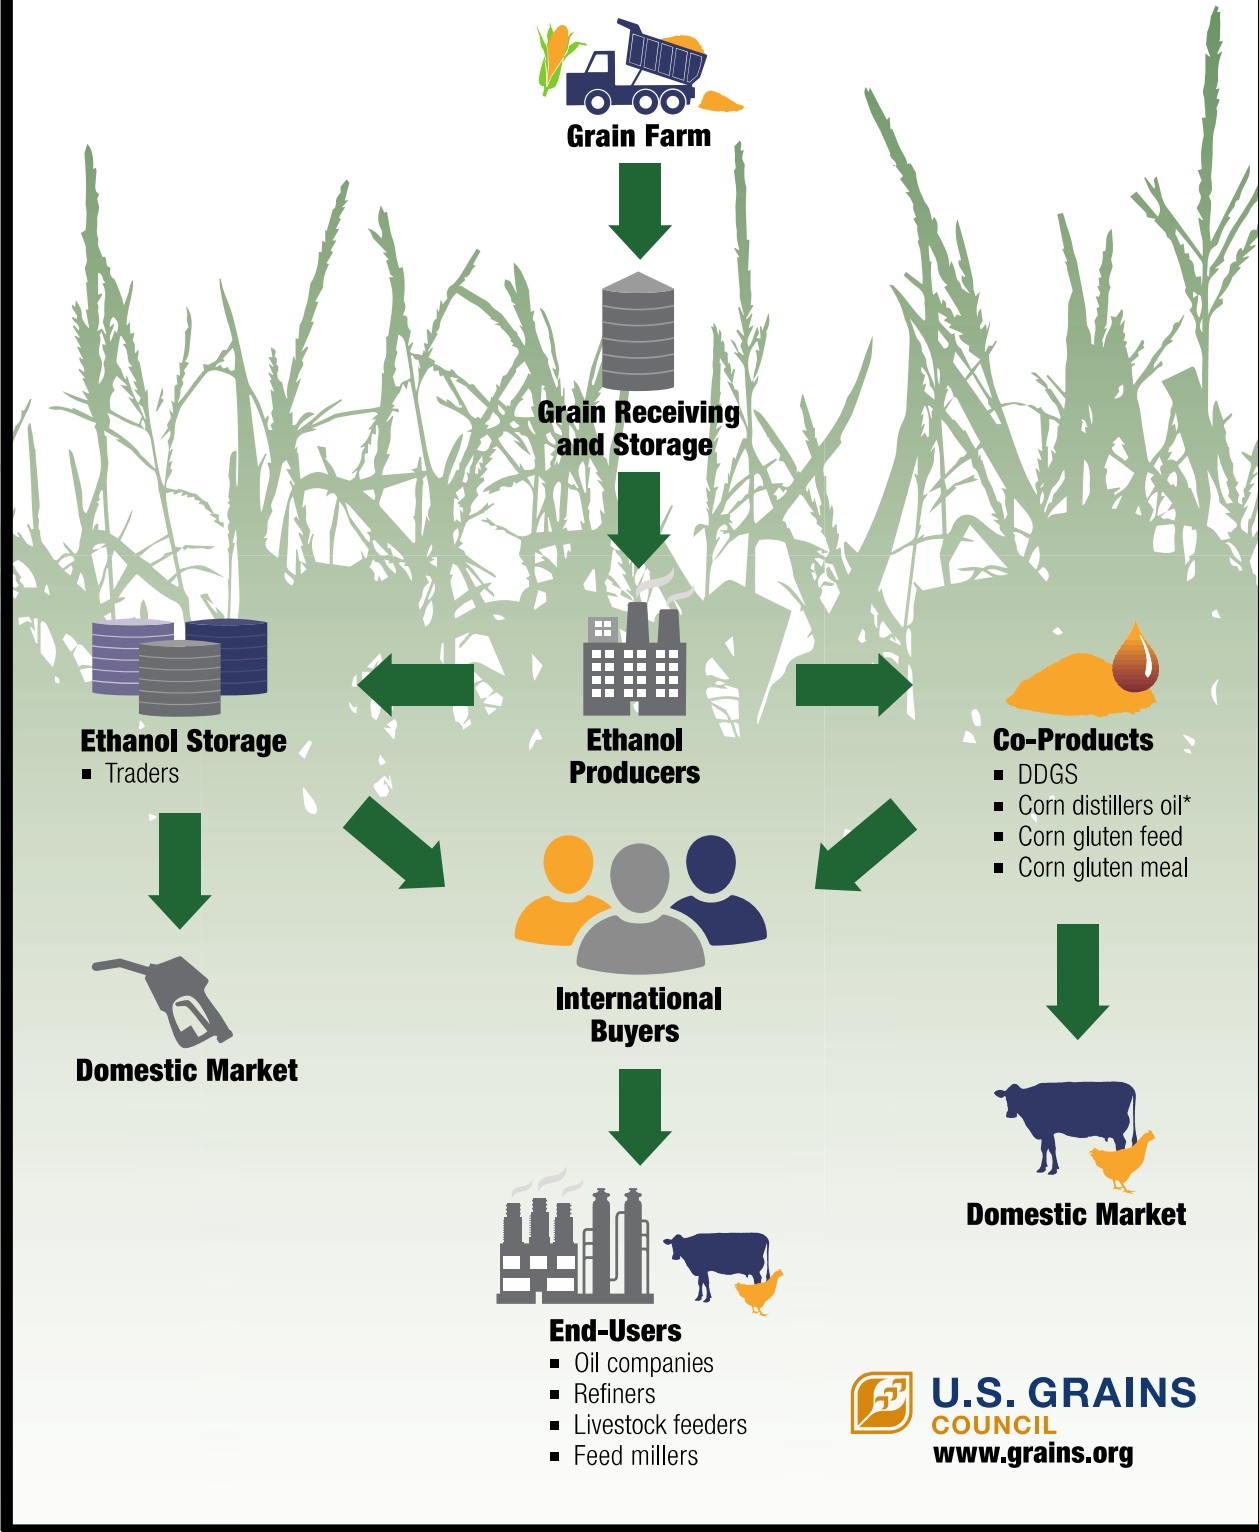 Grain Farm
Grain Receiving
and Storage
Ethanol Storage
▪ Traders
Ethanol
Producers
Co-Products
▪ DDGS
▪ Corn distillers oil*
▪ Corn gluten feed
▪ Corn gluten meal
International
Buyers
Domestic Market
Domestic Market
End-Users
▪ Oil companies
▪ Refiners
▪ Livestock feeders
▪ Feed millers
U.S. GRAINS
COUNCIL
www.grains.org